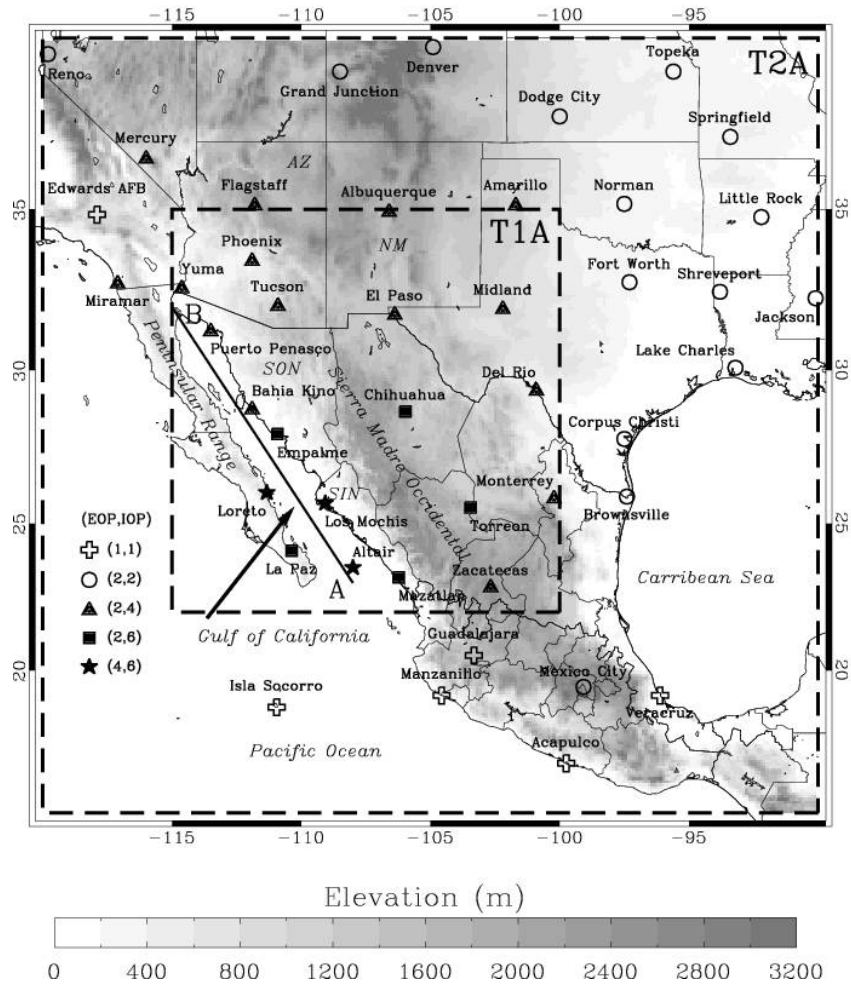 -115 -110 -105 -100 -95
Denver Topeka
Reno T2A
Grand Junction
Dodge City
Springfield
Mercury
AZ
Edwards AFB Flagstaff Albuquerque Amarillo Norman Little Rock
35 35
T1A
Phoenix NM
Fort Worth Shreveport
Yuma Tucson El Paso Midland
Miramar Jackson
B
Puerto Penasco Lake Charles
30 SON Del Rio 30
Bahia Kino Chihuahua
Peninsular Range Sierra Madre Occidental
Corpus Christi
Empalme
Monterrey
SIN
(EOP,IOP) Loreto Los Mochis Torreon Brownsville
25 25
(1,1) Altair
(2,2) La Paz Zacatecas Carribean Sea
(2,4) A Mazatlan
(2,6) Gulf of California Guadalajara
(4,6)
Isla Socorro Manzanillo Mexico City
20 20
Veracruz
Pacific Ocean Acapulco
-115 -110 -105 -100 -95
Elevation (m)
0 400 800 1200 1600 2000 2400 2800 3200